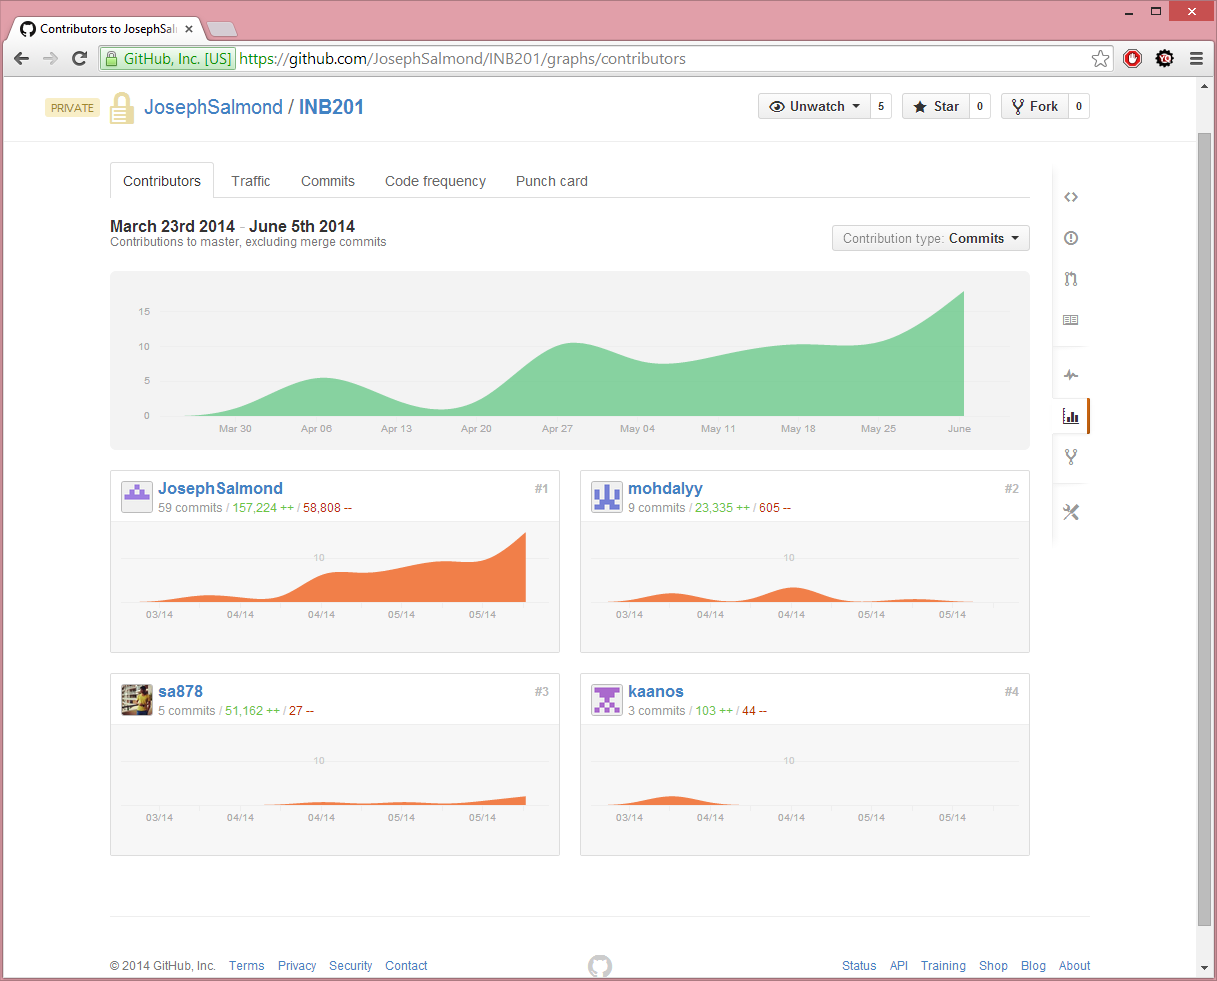 Contributors to JosephSal
GitHub, Inc. [US] https://github.com/JosephSalmond/INB201/graphs/contributors
PRIVATE JosephSalmond / INB201 Unwatch 5 Star 0 Fork 0
Contributors Traffic Commits Code frequency Punch card
March 23rd 2014 - June 5th 2014
Contributions to master, excluding merge commits
Contribution type: Commits
15
10
5
0
Mar 30 Apr 06 Apr 13 Apr 20 Apr 27 May 04 May 11 May 18 May 25 June
JosephSalmond #1
59 commits / 157,224 ++ / 58,808 --
10
03/14 04/14 04/14 05/14 05/14
mohdalyy #2
9 commits / 23,335 ++ / 605 --
10
03/14 04/14 04/14 05/14 05/14
sa878 #3
5 commits / 51,162 ++ / 27 --
10
03/14 04/14 04/14 05/14 05/14
kaanos #4
3 commits / 103 ++ / 44 --
10
03/14 04/14 04/14 05/14 05/14
© 2014 GitHub, Inc. Terms Privacy Security Contact Status API Training Shop Blog About